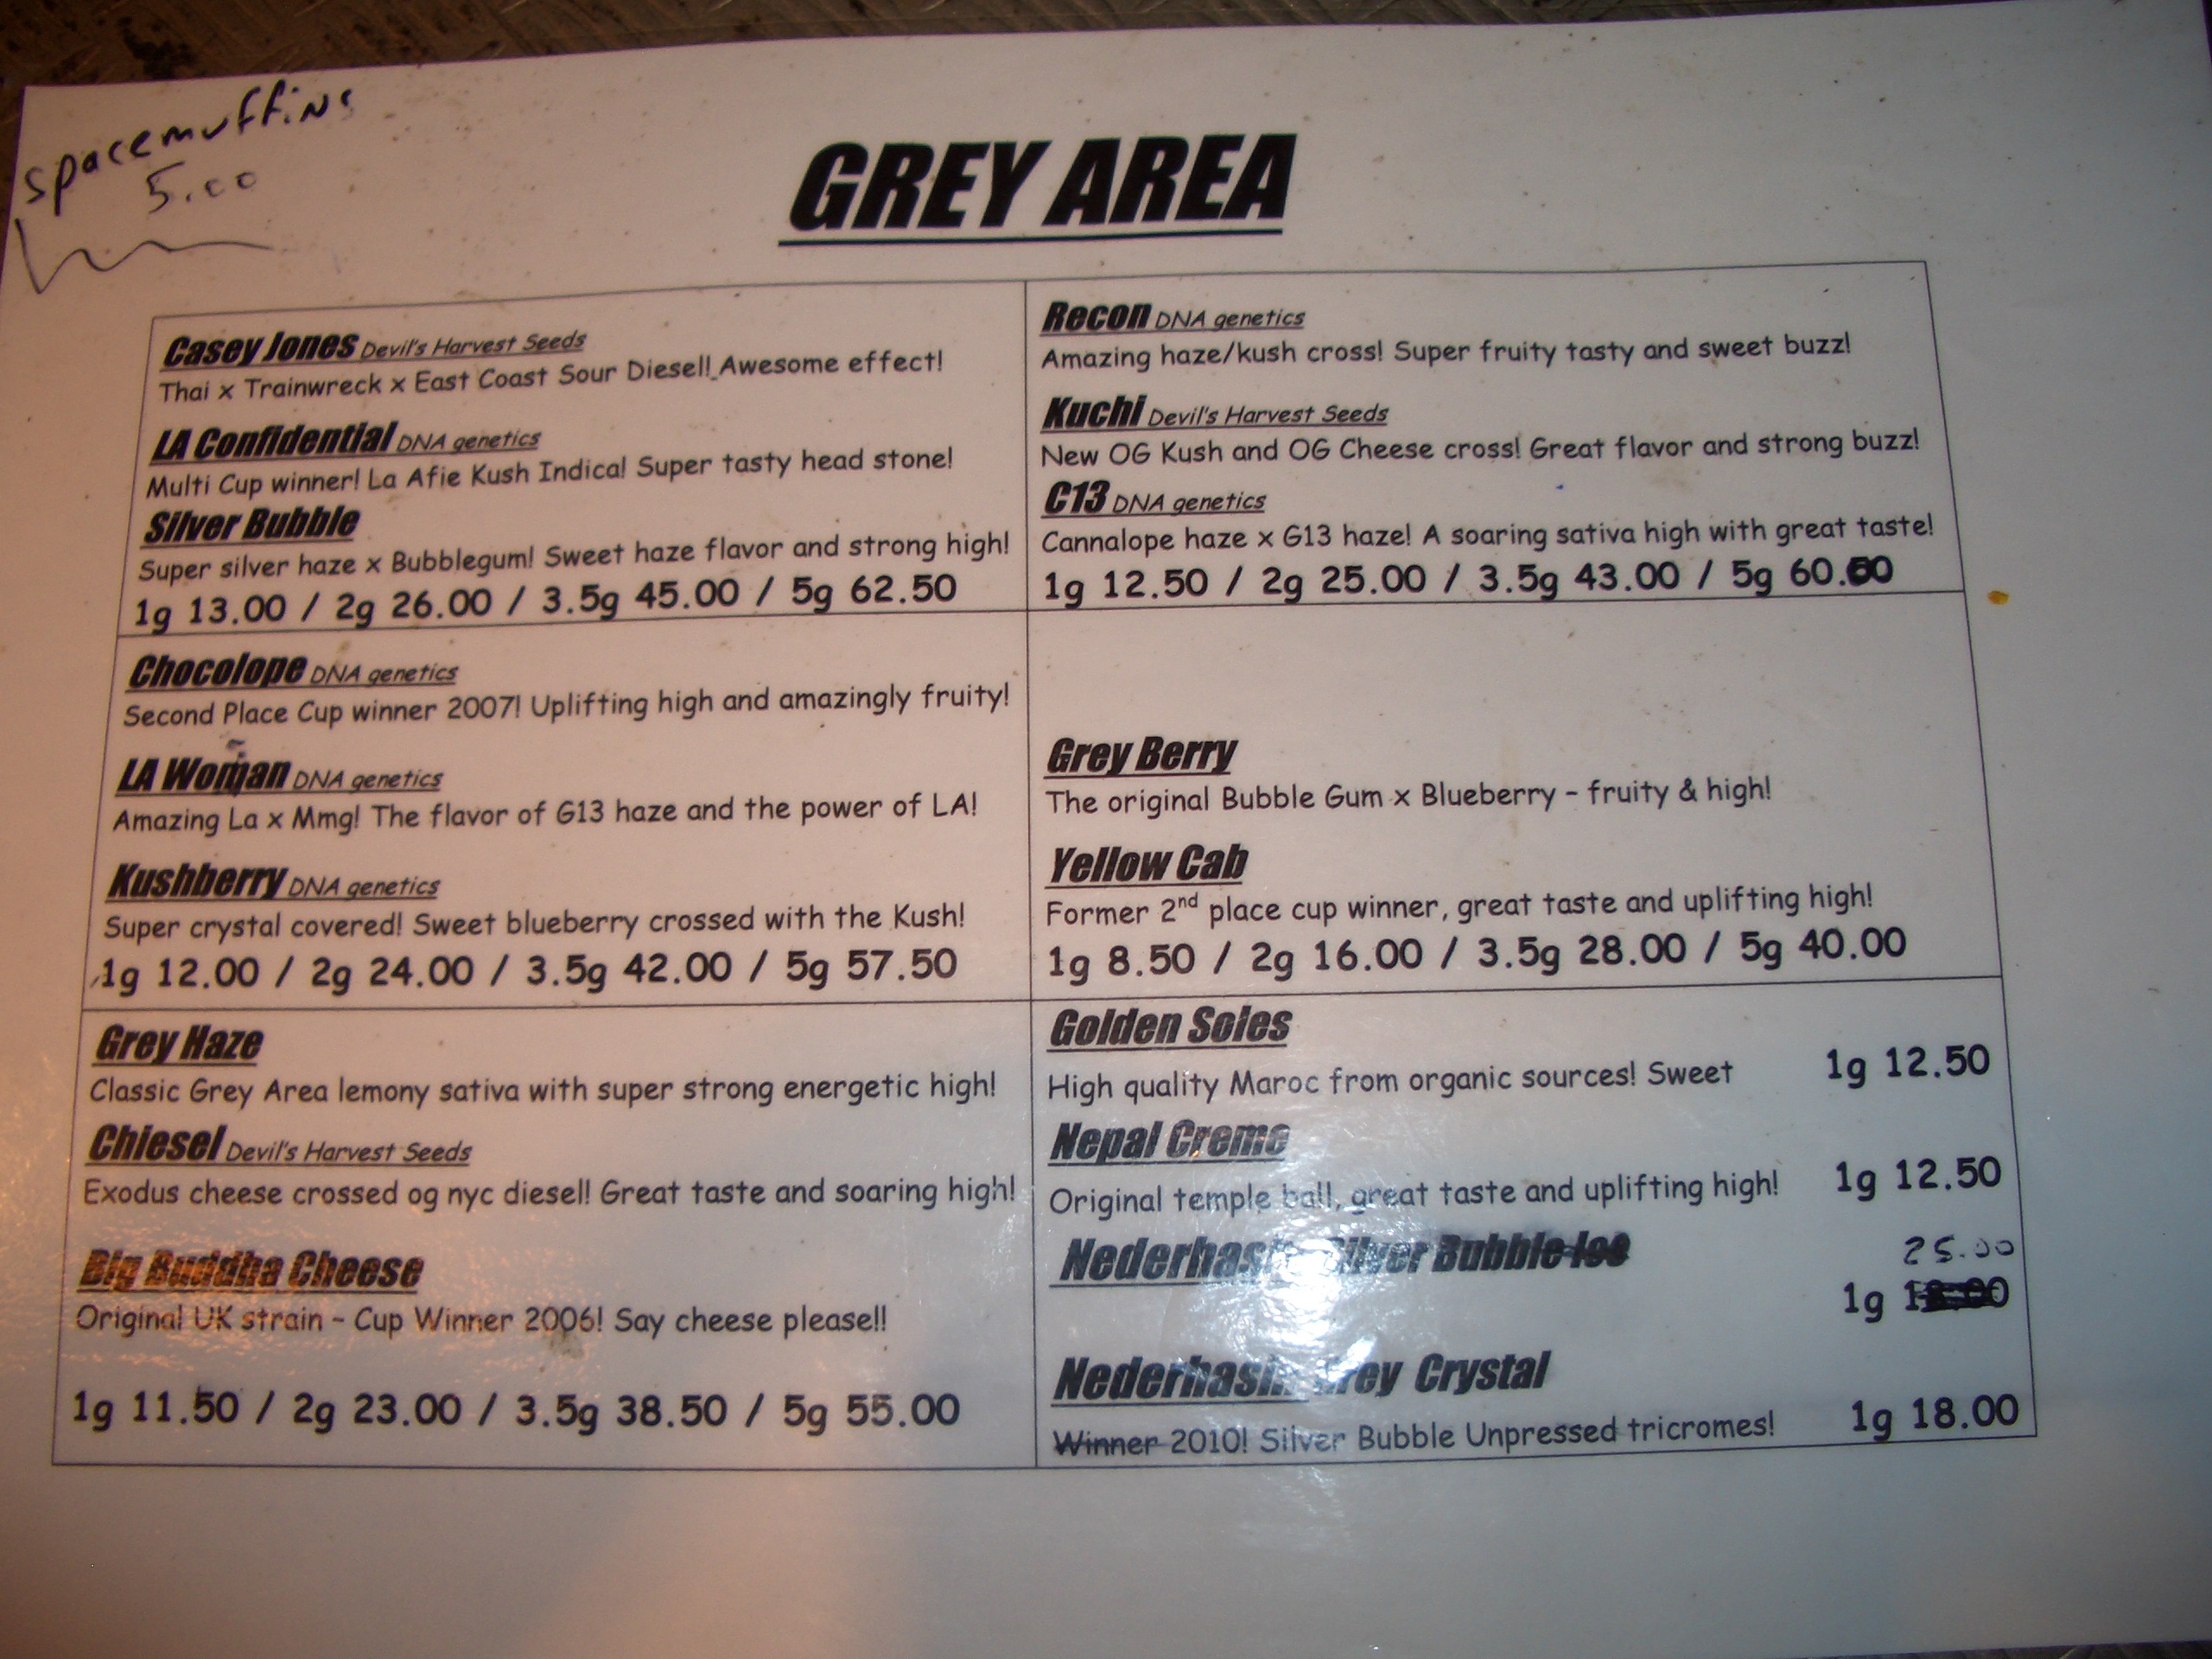 spacemuffins
5.00
GREY AREA
Casey Jones Devil's Harvest Seeds
Thai x Trainwreck x East Coast Sour Diesel! Awesome effect!
LA Confidential DNA genetics
Multi Cup winner! La Afie Kush Indica! Super tasty head stone!
Silver Bubble
Super silver haze x Bubblegum! Sweet haze flavor and strong high!
1g 13.00 / 2g 26.00 / 3.5g 45.00 / 5g 62.50
Recon DNA genetics
Amazing haze/kush cross! Super fruity tasty and sweet buzz!
Kuchi Devil's Harvest Seeds
New OG Kush and OG Cheese cross! Great flavor and strong buzz!
C13 DNA genetics
Cannalope haze x G13 haze! A soaring sativa high with great taste!
1g 12.50 / 2g 25.00 / 3.5g 43.00 / 5g 60.00
Chocolope DNA genetics
Second Place Cup winner 2007! Uplifting high and amazingly fruity!
LA Woman DNA genetics
Amazing La x Mmg! The flavor of G13 haze and the power of LA!
Kushberry DNA genetics
Super crystal covered! Sweet blueberry crossed with the Kush!
1g 12.00 / 2g 24.00 / 3.5g 42.00 / 5g 57.50
Grey Berry
The original Bubble Gum x Blueberry - fruity & high!
Yellow Cab
Former 2nd place cup winner, great taste and uplifting high!
1g 8.50 / 2g 16.00 / 3.5g 28.00 / 5g 40.00
Grey Haze
Classic Grey Area lemony sativa with super strong energetic high!
Chiesel Devil's Harvest Seeds
Exodus cheese crossed og nyc diesel! Great taste and soaring high!
Big Buddha Cheese
Original UK strain - Cup Winner 2006! Say cheese please!!
1g 11.50 / 2g 23.00 / 3.5g 38.50 / 5g 55.00
Golden Soles
High quality Maroc from organic sources! Sweet 1g 12.50
Nepal Creme
Original temple ball, great taste and uplifting high! 1g 12.50
Nederhash Silver Bubble Ice 25.00
1g
Nederhash Grey Crystal
Winner 2010! Silver Bubble Unpressed tricromes! 1g 18.00